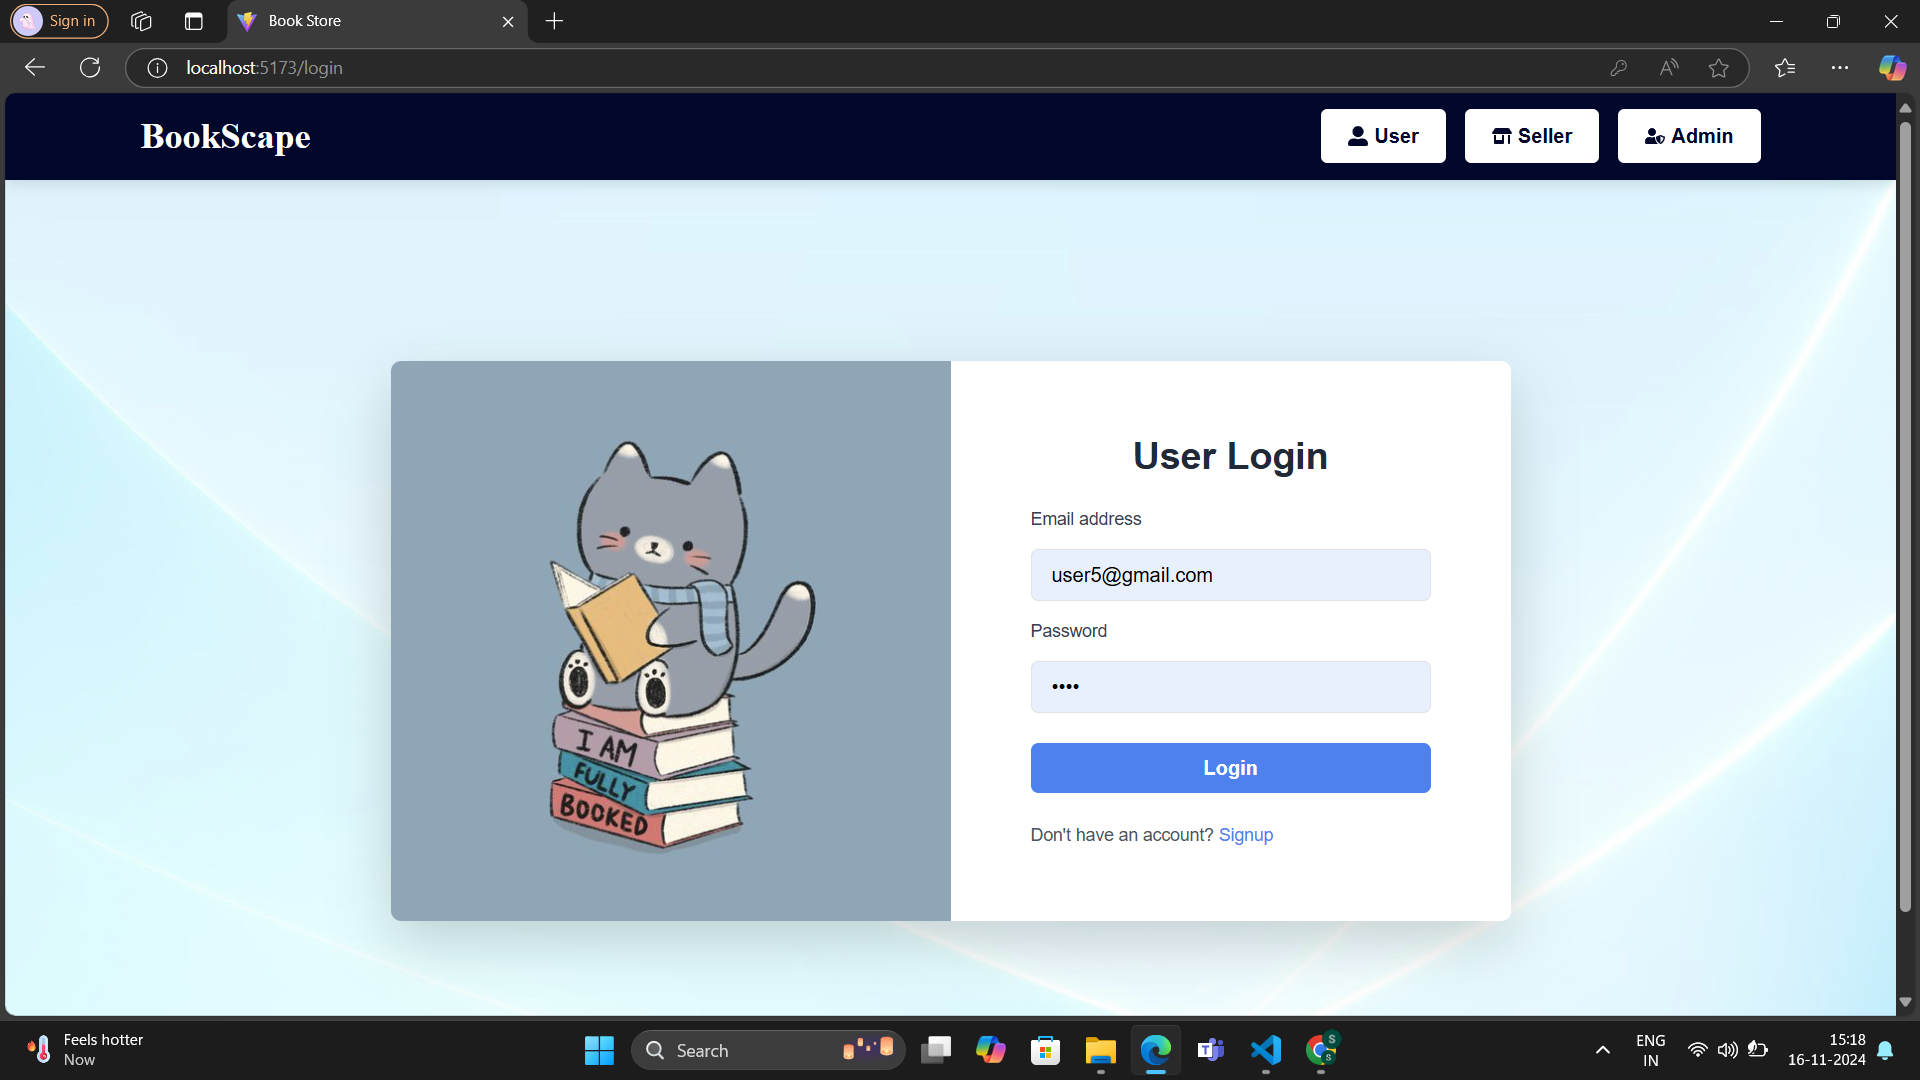 Sign in
Book Store
localhost:5173/login
BookScape
User
Seller
Admin
User Login
Email address
user5@gmail.com
Password
••••
Login
Don't have an account? Signup
I AM
FULLY
BOOKED
Feels hotter
Now
Search
ENG
IN
15:18
16-11-2024